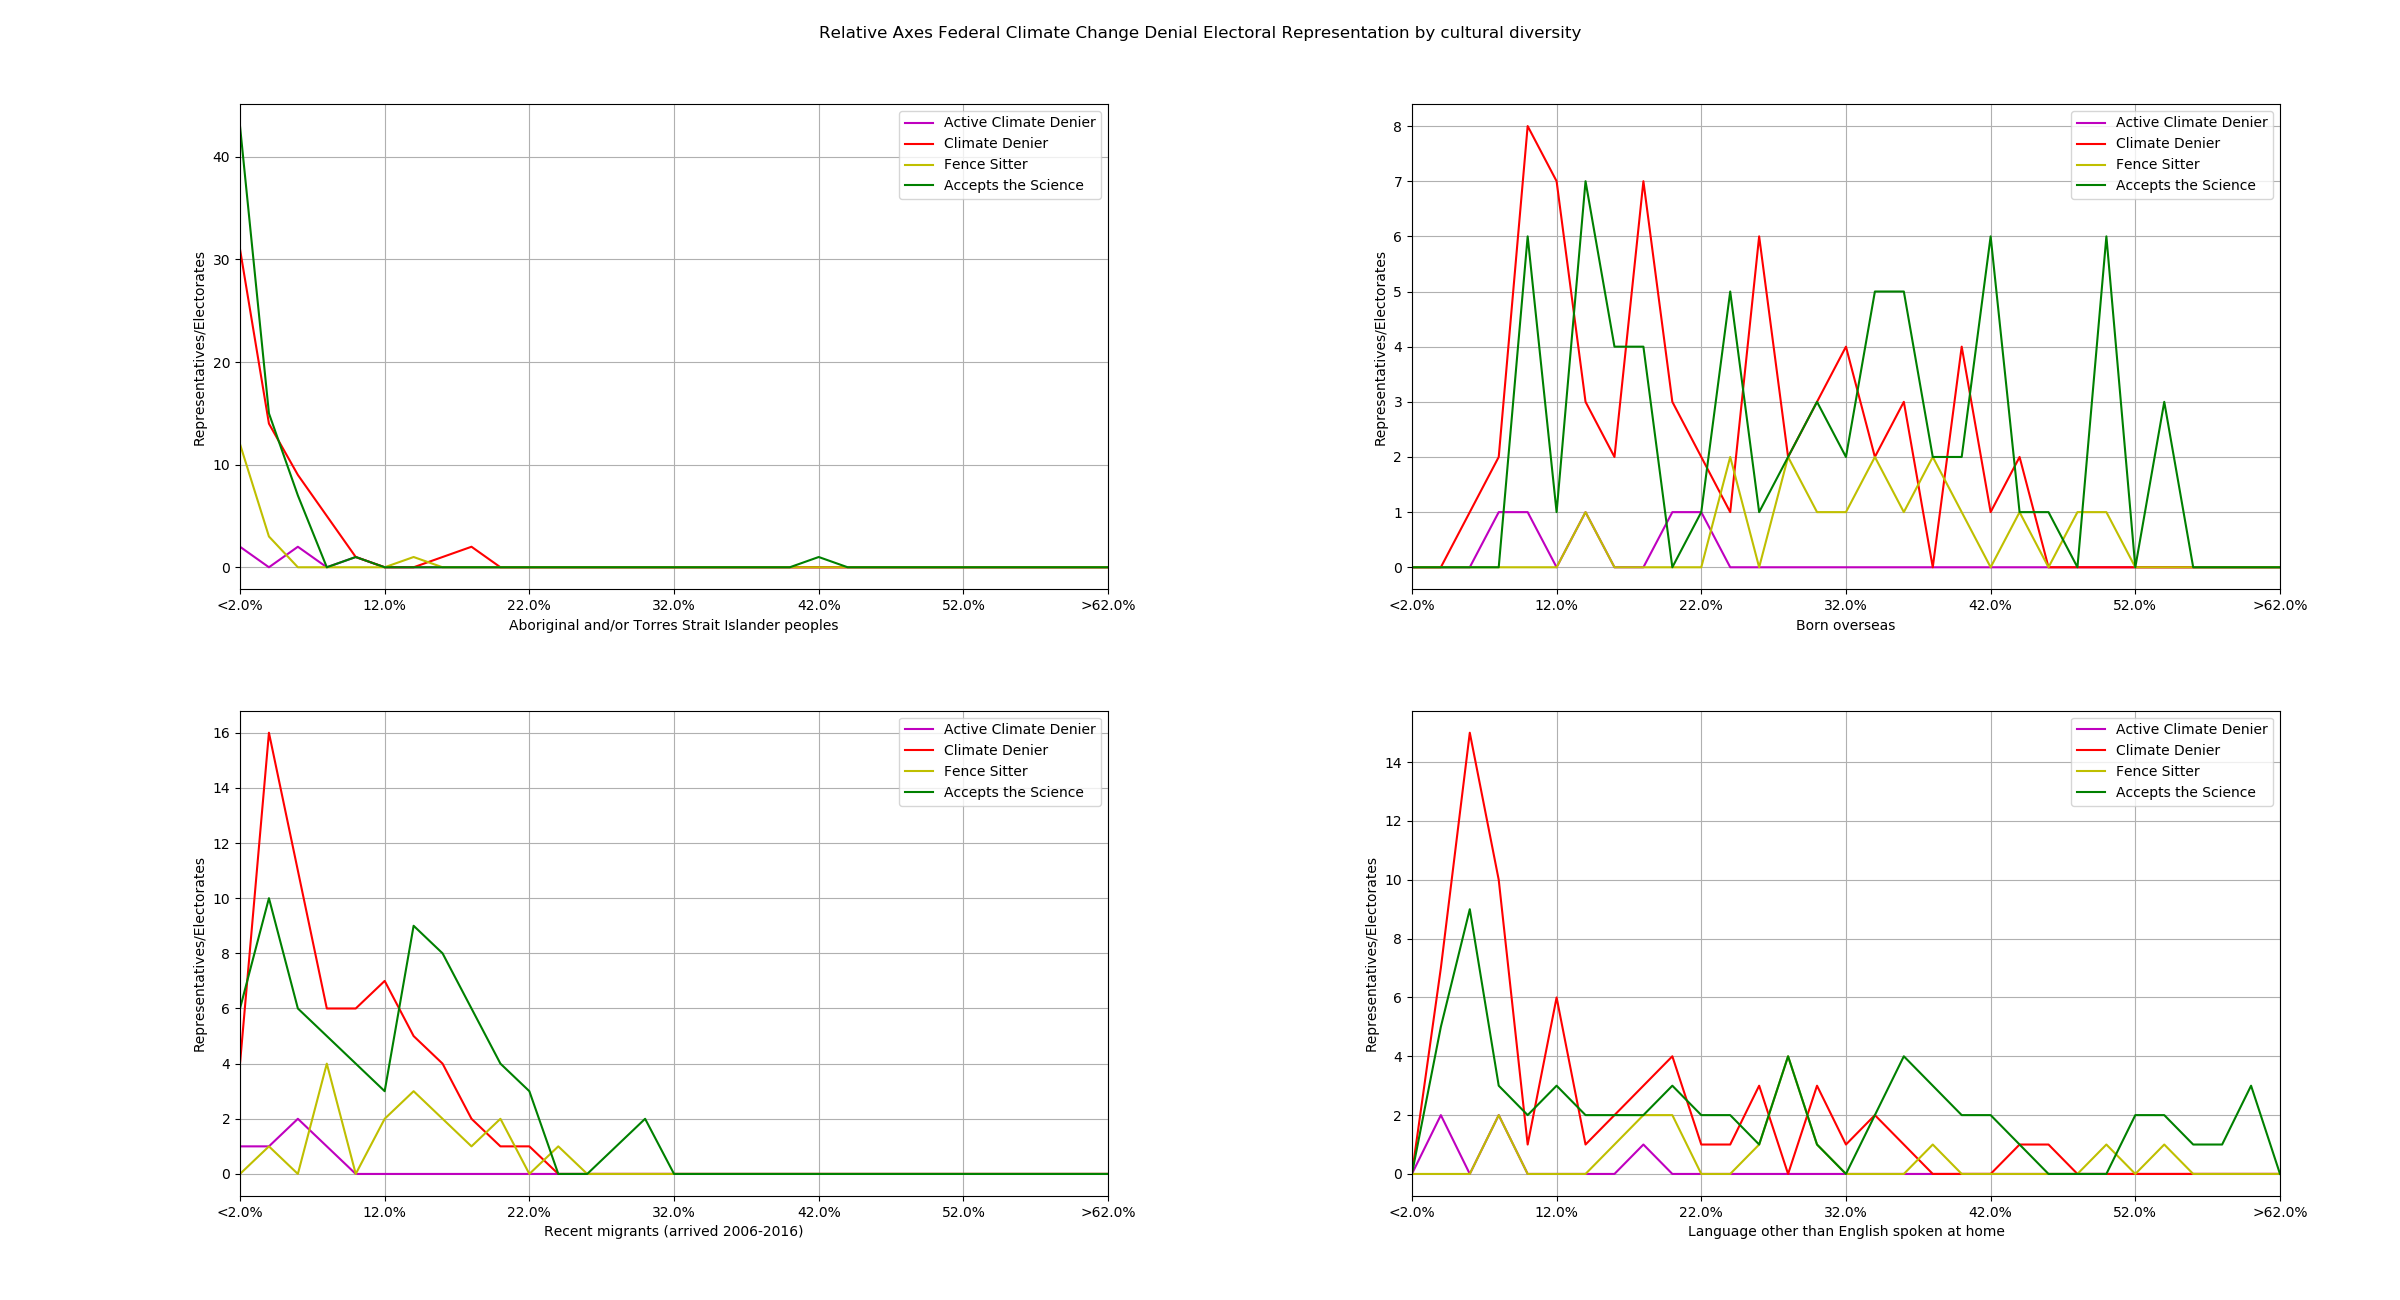 Relative Axes Federal Climate Change Denial Electoral Representation by cultural diversity
Active Climate Denier
Climate Denier
Fence Sitter
Accepts the Science
Representatives/Electorates
40
30
20
10
0
<2.0% 12.0% 22.0% 32.0% 42.0% 52.0% >62.0%
Aboriginal and/or Torres Strait Islander peoples
Active Climate Denier
Climate Denier
Fence Sitter
Accepts the Science
Representatives/Electorates
8
7
6
5
4
3
2
1
0
<2.0% 12.0% 22.0% 32.0% 42.0% 52.0% >62.0%
Born overseas
Active Climate Denier
Climate Denier
Fence Sitter
Accepts the Science
Representatives/Electorates
16
14
12
10
8
6
4
2
0
<2.0% 12.0% 22.0% 32.0% 42.0% 52.0% >62.0%
Recent migrants (arrived 2006-2016)
Active Climate Denier
Climate Denier
Fence Sitter
Accepts the Science
Representatives/Electorates
14
12
10
8
6
4
2
0
<2.0% 12.0% 22.0% 32.0% 42.0% 52.0% >62.0%
Language other than English spoken at home